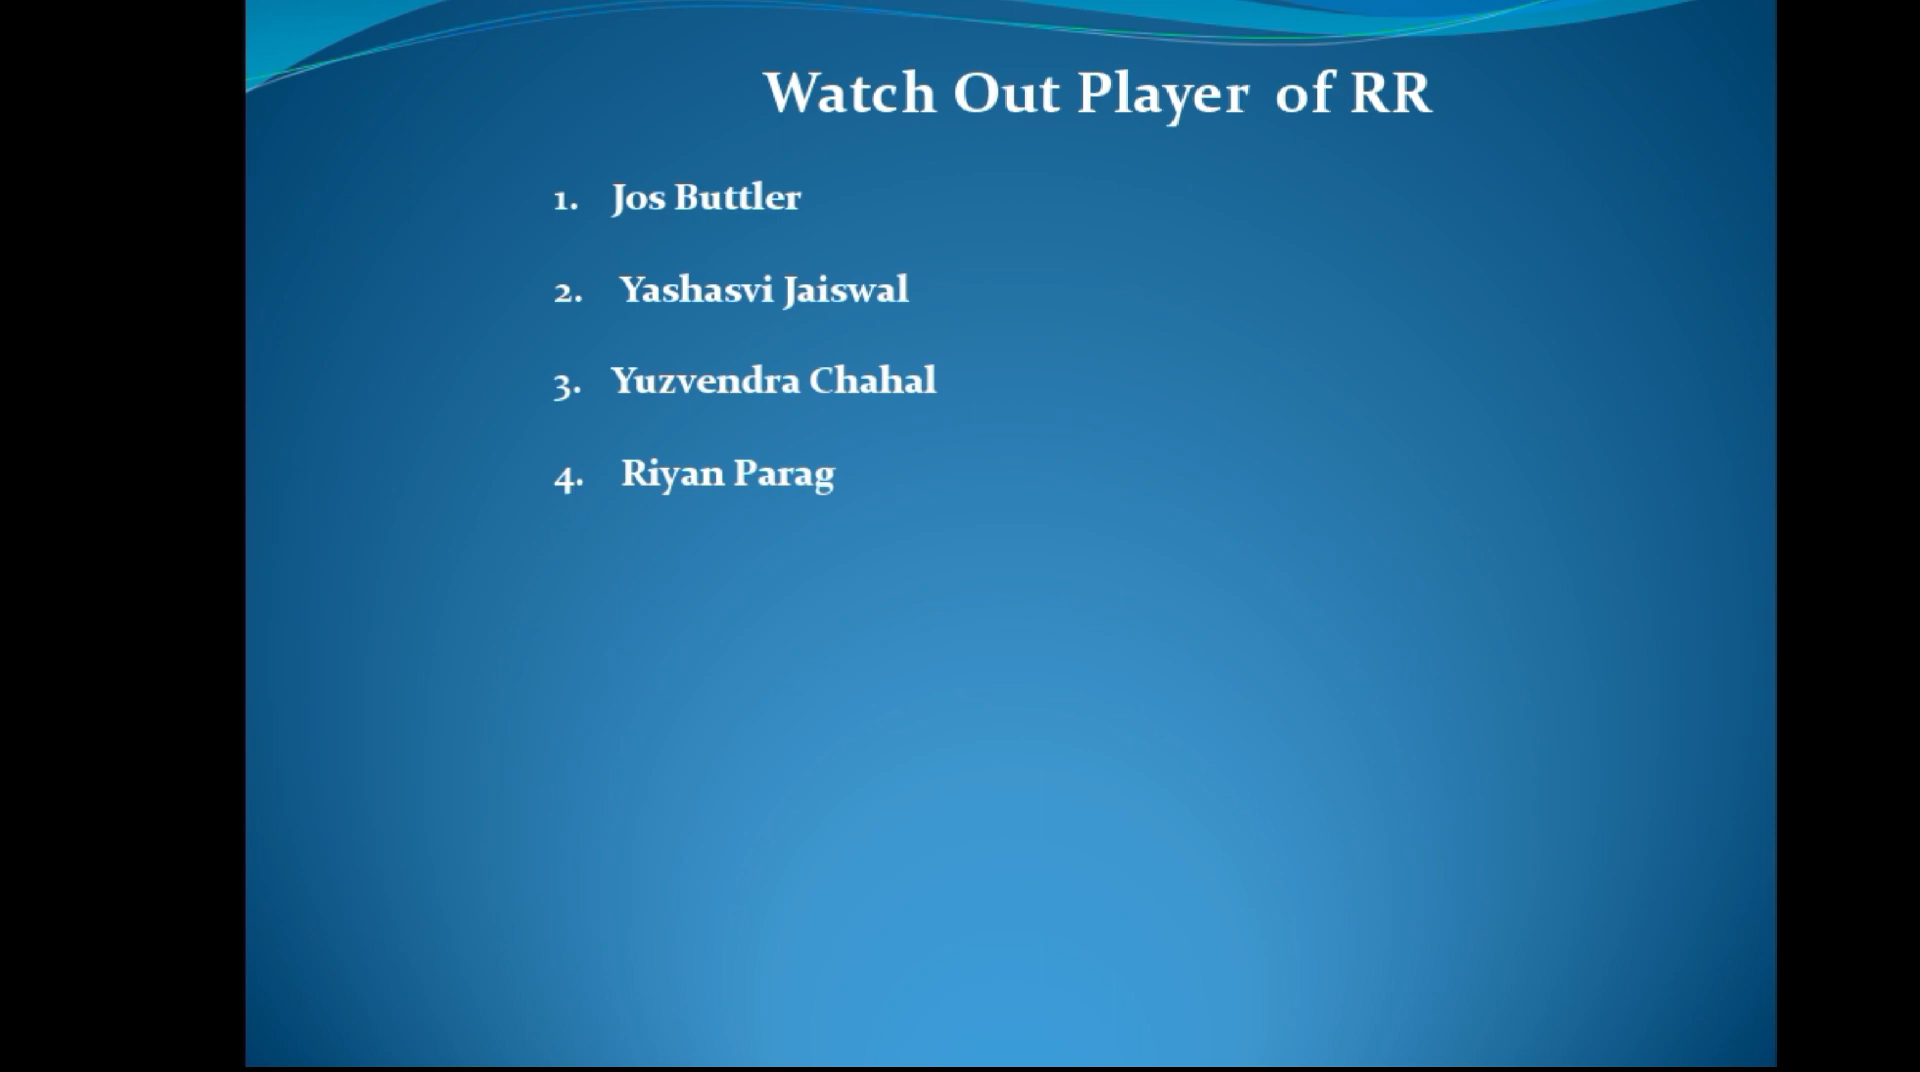 Watch Out Player of RR
1. Jos Buttler
2. Yashasvi Jaiswal
3. Yuzvendra Chahal
4. Riyan Parag